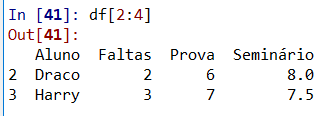 In [41]: df[2:4]
Out[41]:
Aluno Faltas Prova Seminário
2 Draco 2 6 8.0
3 Harry 3 7 7.5